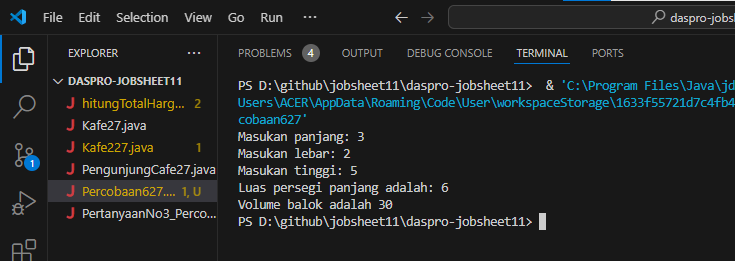 File Edit Selection View Go Run ... daspro-jobshee
EXPLORER ...
DASPRO-JOBSHEET11
J hitungTotalHarg... 2
J Kafe27.java
J Kafe227.java 1
J PengunjungCafe27.java
J Percobaan627.... 1, U
J PertanyaanNo3_Perco...
1
PROBLEMS 4 OUTPUT DEBUG CONSOLE TERMINAL PORTS
PS D:\github\jobsheet11\daspro-jobsheet11> & 'C:\Program Files\Java\jd
Users\ACER\AppData\Roaming\Code\User\workspaceStorage\1633f55721d7c4fb4
cobaan627'
Masukan panjang: 3
Masukan lebar: 2
Masukan tinggi: 5
Luas persegi panjang adalah: 6
Volume balok adalah 30
PS D:\github\jobsheet11\daspro-jobsheet11>